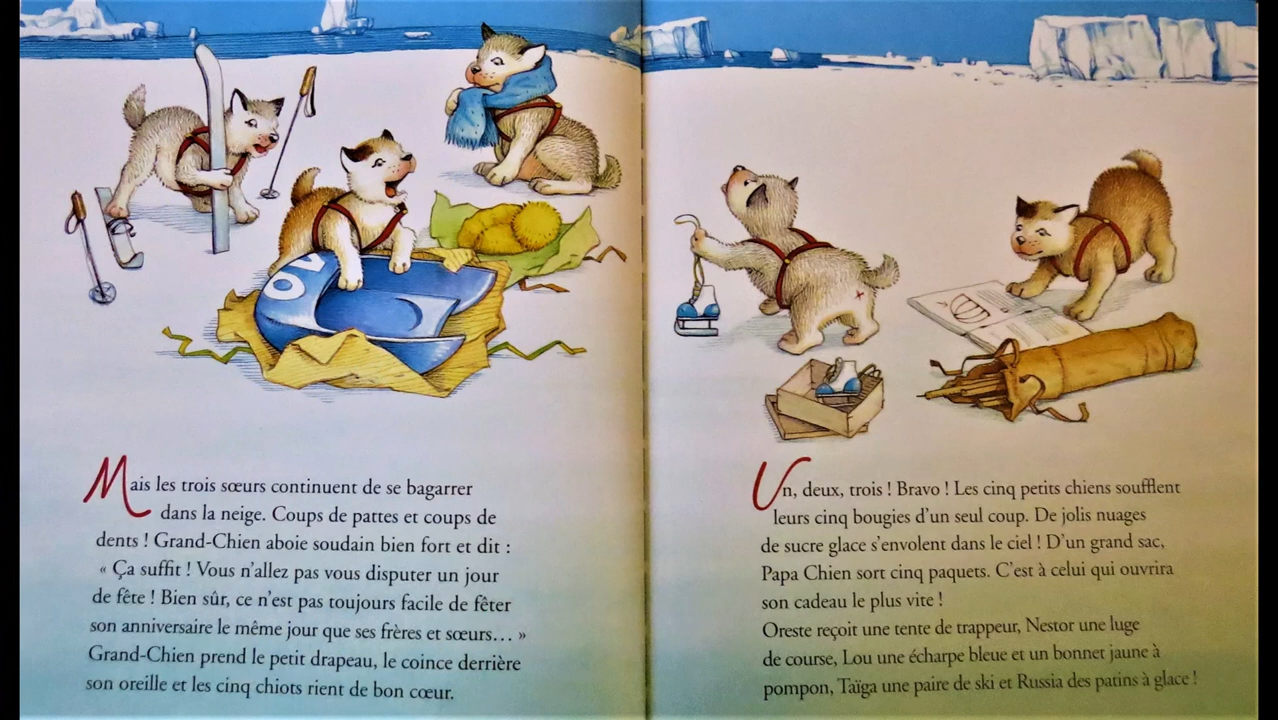 Mais les trois sœurs continuent de se bagarrer
dans la neige. Coups de pattes et coups de
dents ! Grand-Chien aboie soudain bien fort et dit :
« Ça suffit ! Vous n'allez pas vous disputer un jour
de fête ! Bien sûr, ce n'est pas toujours facile de fêter
son anniversaire le même jour que ses frères et sœurs… »
Grand-Chien prend le petit drapeau, le coince derrière
son oreille et les cinq chiots rient de bon cœur.
Un, deux, trois ! Bravo ! Les cinq petits chiens soufflent
leurs cinq bougies d'un seul coup. De jolis nuages
de sucre glace s'envolent dans le ciel ! D'un grand sac,
Papa Chien sort cinq paquets. C'est à celui qui ouvrira
son cadeau le plus vite !
Oreste reçoit une tente de trappeur, Nestor une luge
de course, Lou une écharpe bleue et un bonnet jaune à
pompon, Taïga une paire de ski et Russia des patins à glace !